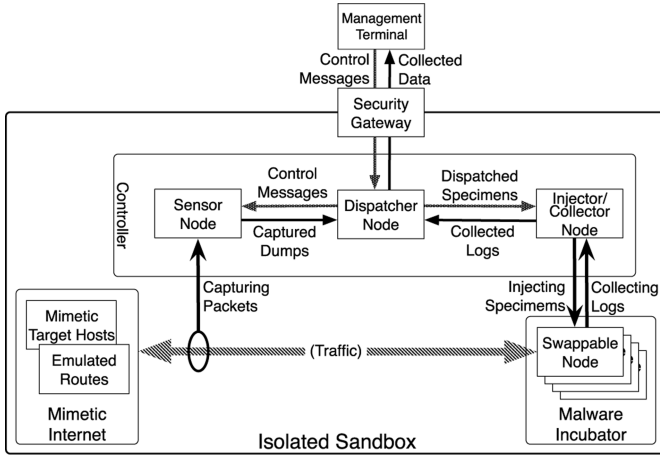 Management
Terminal
Control
Messages
Collected
Data
Security
Gateway
Controller
Control
Messages
Dispatched
Specimens
Sensor
Node
Dispatcher
Node
Injector/
Collector
Node
Captured
Dumps
Collected
Logs
Capturing
Packets
Injecting
Specimems
Collecting
Logs
Mimetic
Target Hosts
Emulated
Routes
(Traffic)
Swappable
Node
e
e
Mimetic
Internet
Malware
Incubator
Isolated Sandbox